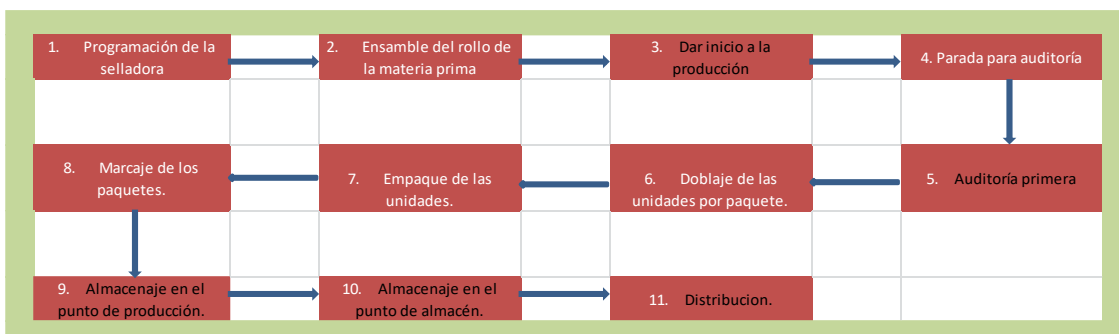 1. Programación de la
selladora
2. Ensamble del rollo de
la materia prima
3. Dar inicio a la
producción
4. Parada para auditoría
5. Auditoría primera
6. Doblaje de las
unidades por paquete.
7. Empaque de las
unidades.
8. Marcaje de los
paquetes.
9. Almacenaje en el
punto de producción.
10. Almacenaje en el
punto de almacén.
11. Distribucion.